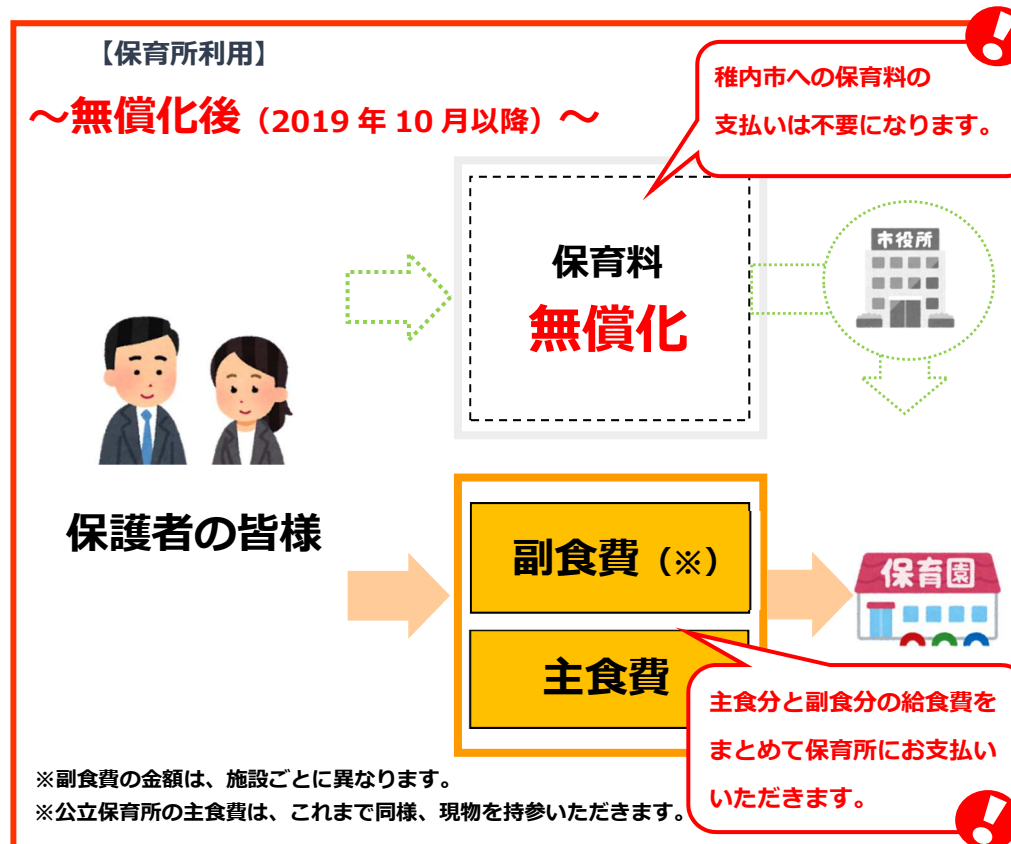 【保育所利用】
～無償化後（2019 年 10 月以降）～
稚内市への保育料の
支払いは不要になります。
保育料
無償化
市役所
保護者の皆様
副食費（※）
主食費
保育園
主食分と副食分の給食費を
まとめて保育所にお支払い
いただきます。
※副食費の金額は、施設ごとに異なります。
※公立保育所の主食費は、これまで同様、現物を持参いただきます。